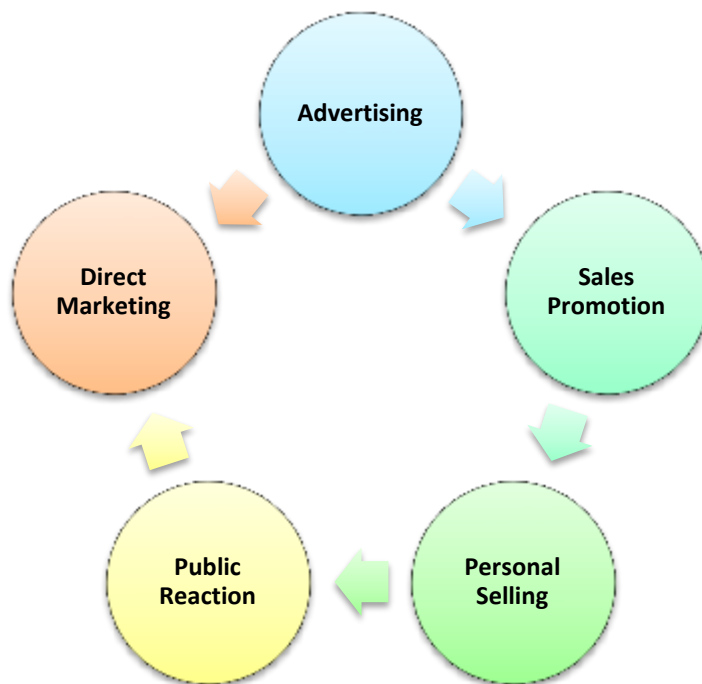 Advertising
Sales
Promotion
Personal
Selling
Public
Reaction
Direct
Marketing